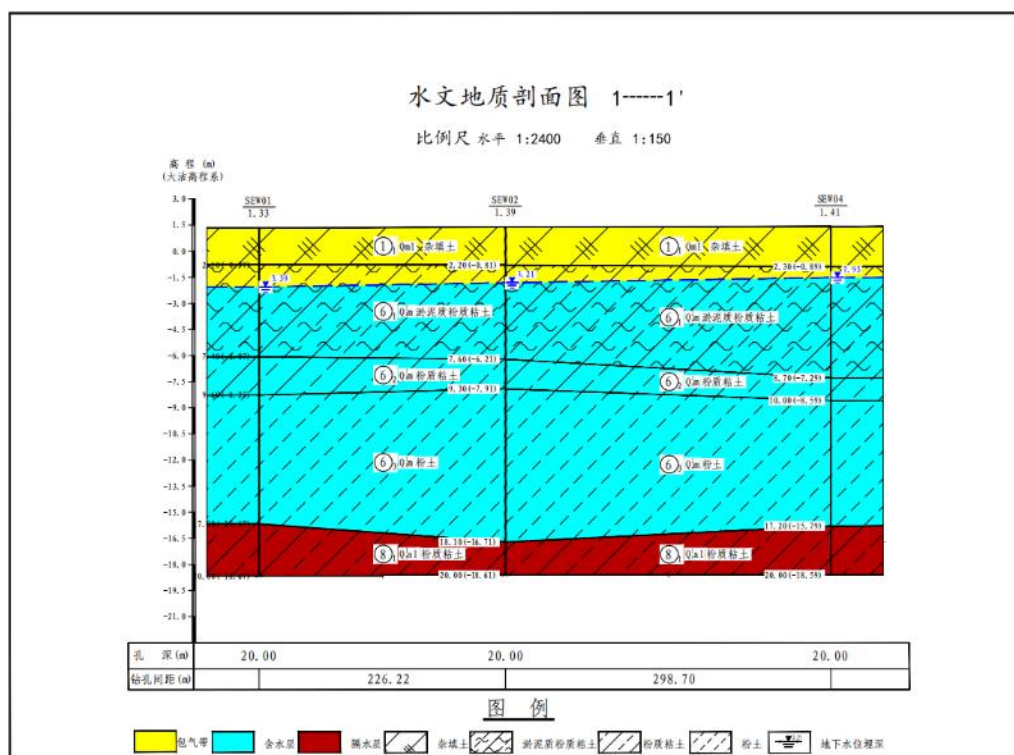 水文地质剖面图 1------1'
比例尺 水平 1:2400 垂直 1:150
高程 (m)
(大沽高程系)
SEW01
1.33
SEW02
1.39
SEW04
1.41
3.0
1.5
0.0
-1.5
-3.0
-4.5
-6.0
-7.5
-9.0
-10.5
-12.0
-13.5
-15.0
-16.5
-18.0
-19.5
-21.0
①1 Qml 杂填土
①1 Qml 杂填土
2.20(-0.81)
2.30(-0.89)
3.39
3.21
2.93
⑥1 Qm 淤泥质粉质粘土
⑥1 Qm 淤泥质粉质粘土
7.60(-6.21)
8.70(-7.29)
⑥2 Qm 粉质粘土
⑥2 Qm 粉质粘土
9.30(-7.91)
10.00(-8.59)
⑥3 Qm 粉土
⑥3 Qm 粉土
18.10(-16.71)
17.20(-15.79)
⑧1 Qal 粉质粘土
⑧1 Qal 粉质粘土
20.00(-18.61)
20.00(-18.59)
孔 深(m) 20.00 20.00 20.00
钻孔间距(m) 226.22 298.70
图 例
包气带 含水层 隔水层 杂填土 淤泥质粉质粘土 粉质粘土 粉土 地下水位埋深